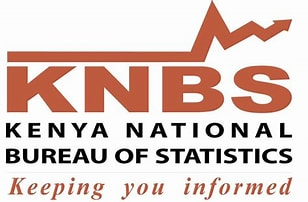 KNBS
KENYA NATIONAL
BUREAU OF STATISTICS
Keeping you informed